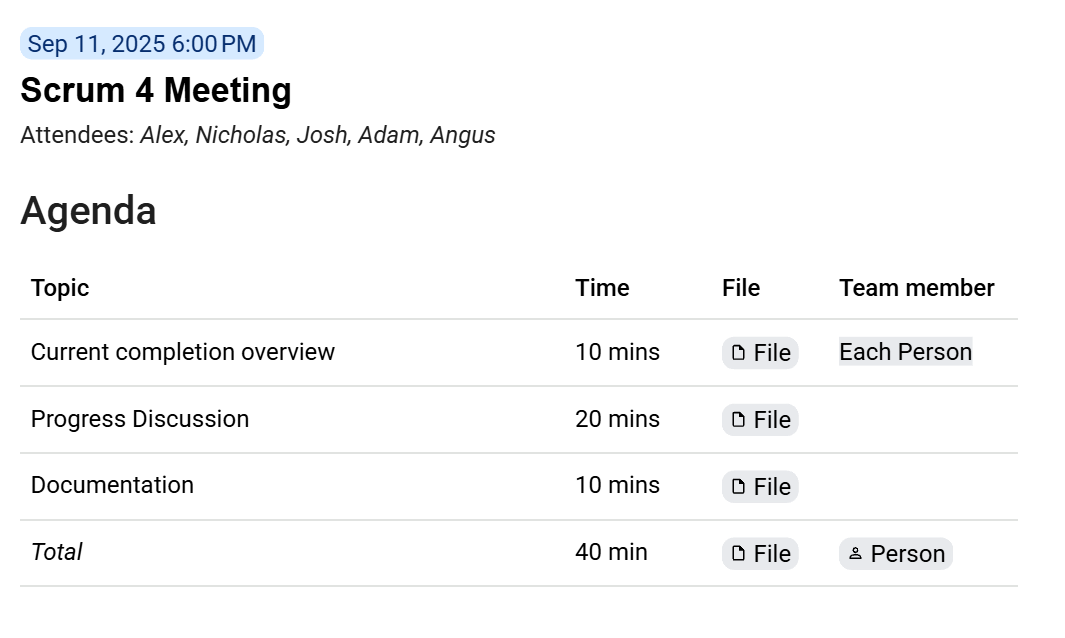 Sep 11, 2025 6:00 PM
Scrum 4 Meeting
Attendees: Alex, Nicholas, Josh, Adam, Angus
Agenda
Topic Time File Team member
Current completion overview 10 mins File Each Person
Progress Discussion 20 mins File
Documentation 10 mins File
Total 40 min File Person